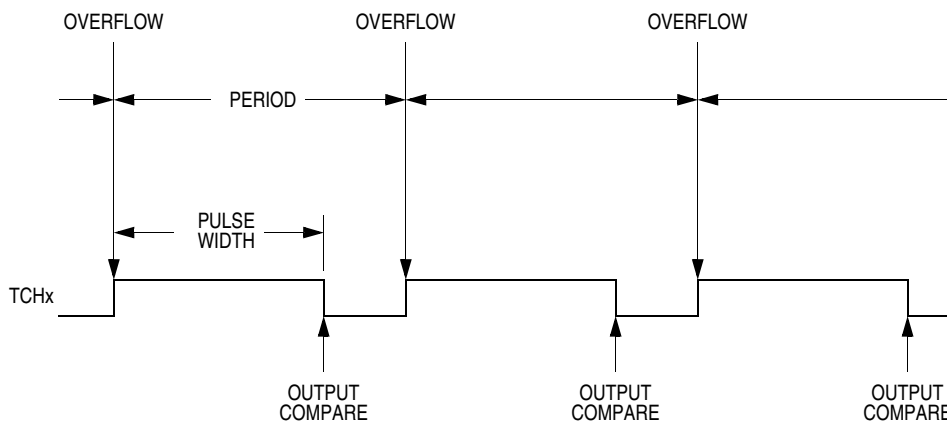 OVERFLOW
OVERFLOW
OVERFLOW
PERIOD
PULSE
WIDTH
TCHx
OUTPUT
COMPARE
OUTPUT
COMPARE
OUTPUT
COMPARE